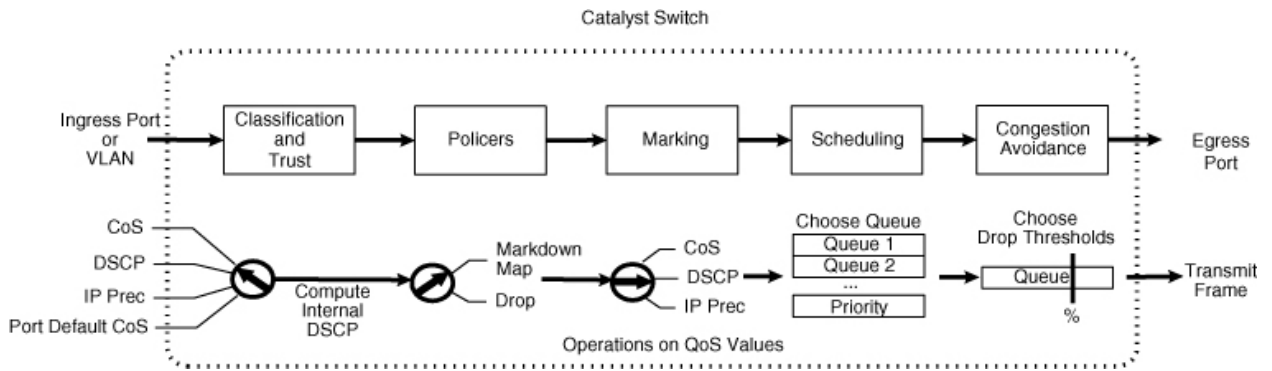 Catalyst Switch
Ingress Port
or
VLAN
Classification
and
Trust
Policers
Marking
Scheduling
Congestion
Avoidance
Egress
Port
CoS
DSCP
IP Prec
Port Default CoS
Compute
Internal
DSCP
Markdown
Map
Drop
CoS
DSCP
IP Prec
Choose Queue
Queue 1
Queue 2
...
Priority
Choose
Drop Thresholds
Queue
%
Transmit
Frame
Operations on QoS Values